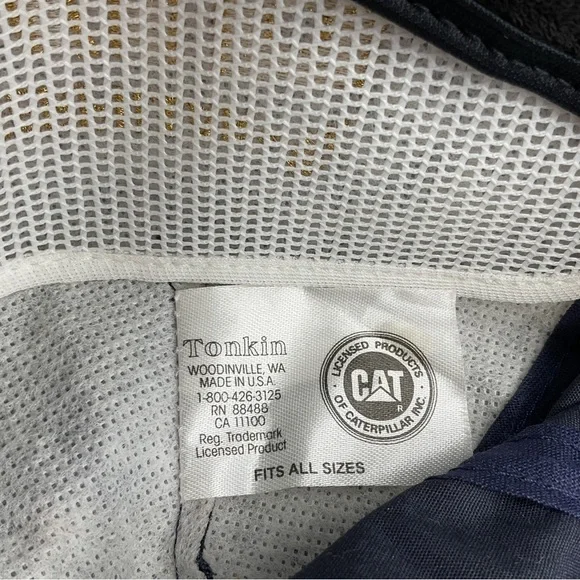 Tonkin
WOODINVILLE, WA
MADE IN U.S.A.
1-800-426-3125
RN 88488
CA 11100
Reg. Trademark
Licensed Product
LICENSED PRODUCTS
CAT
R
OF CATERPILLAR INC.
FITS ALL SIZES